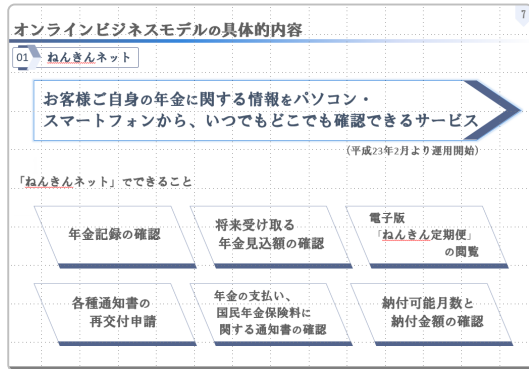 7
オンラインビジネスモデルの具体的内容
01 ねんきんネット
お客様ご自身の年金に関する情報をパソコン・
スマートフォンから、いつでもどこでも確認できるサービス
（平成23年2月より運用開始）
「ねんきんネット」でできること
年金記録の確認
将来受け取る
年金見込額の確認
電子版
「ねんきん定期便」
の閲覧
各種通知書の
再交付申請
年金の支払い、
国民年金保険料に
関する通知書の確認
納付可能月数と
納付金額の確認